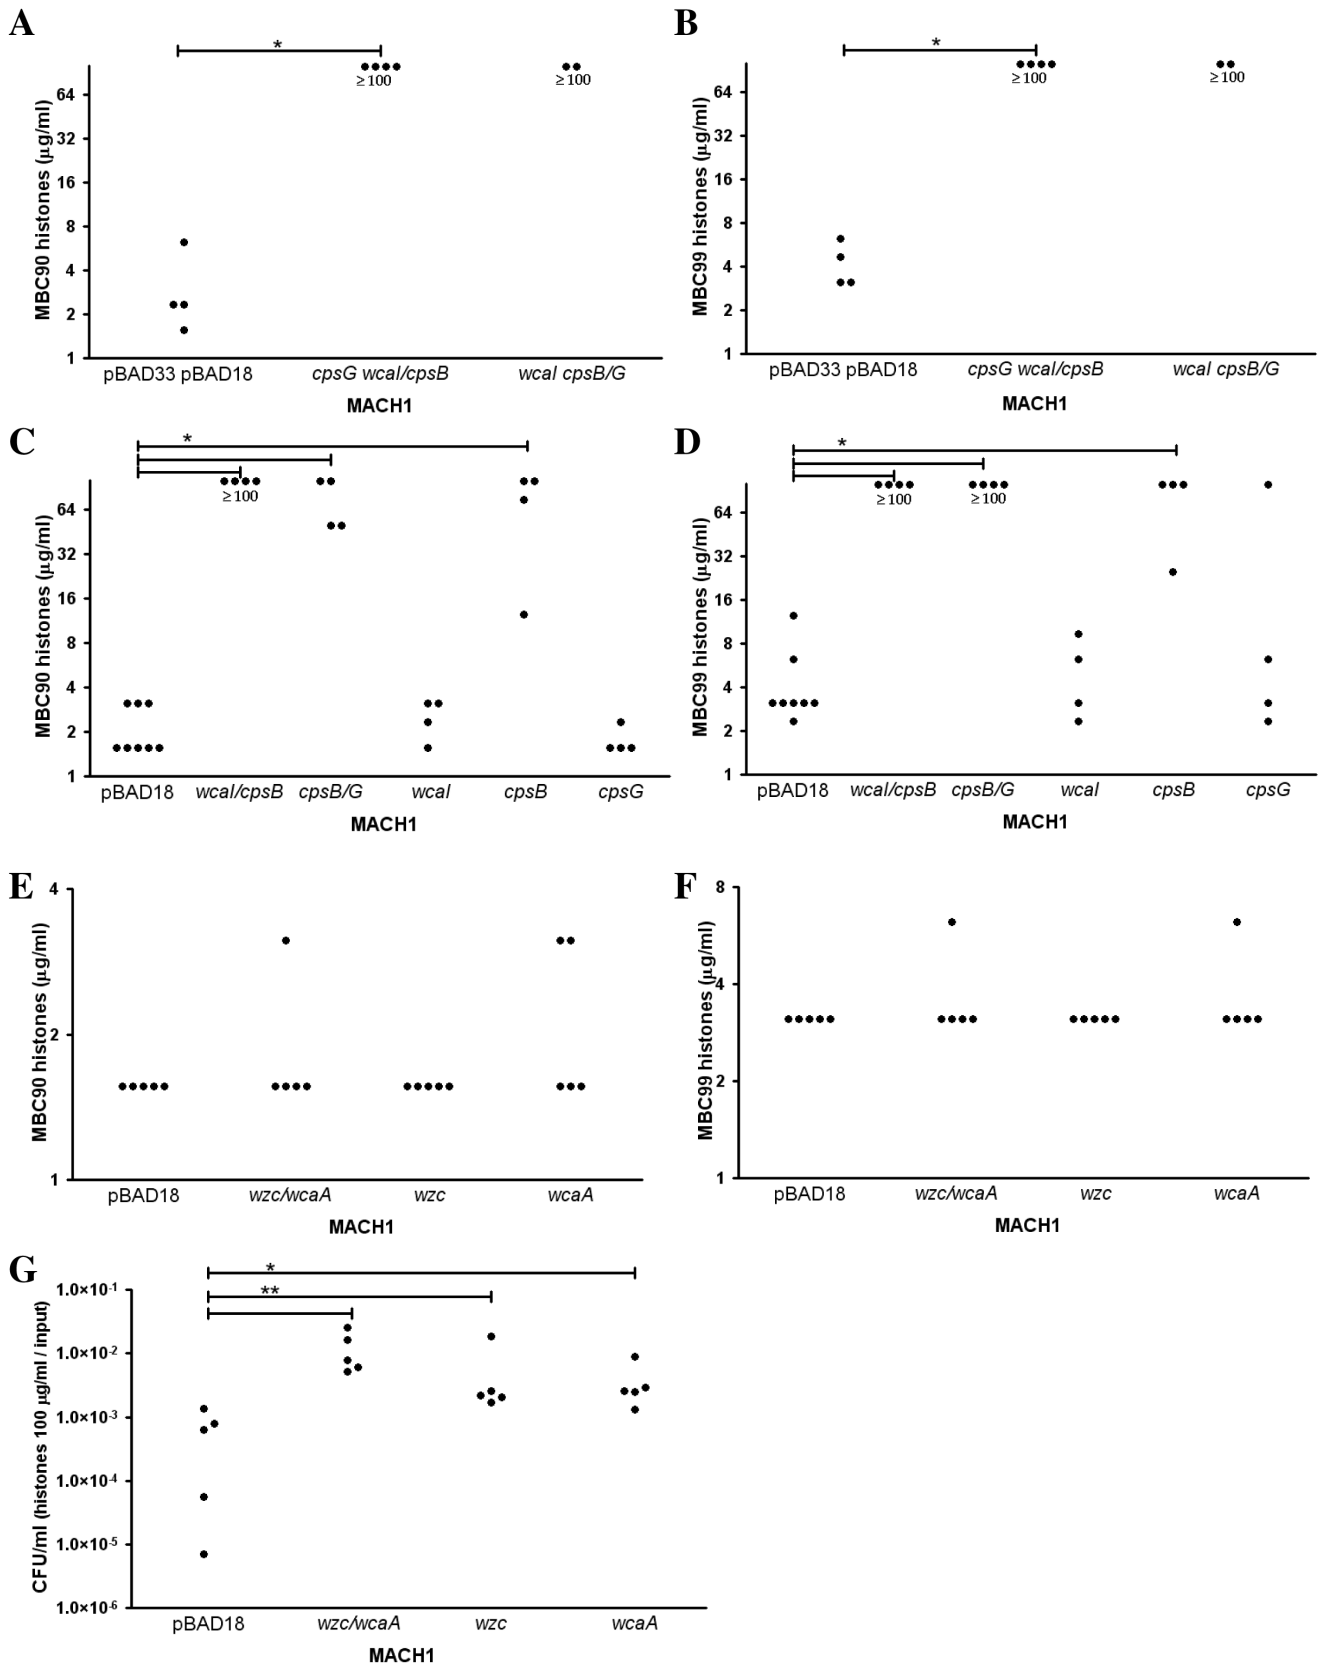 A
*
≥100
≥100
MBC90 histones (µg/ml)
64
32
16
8
4
2
1
pBAD33 pBAD18 cpsG wcaI/cpsB wcaI cpsB/G
MACH1
B
*
≥100
≥100
MBC99 histones (µg/ml)
64
32
16
8
4
2
1
pBAD33 pBAD18 cpsG wcaI/cpsB wcaI cpsB/G
MACH1
C
*
≥100
MBC90 histones (µg/ml)
64
32
16
8
4
2
1
pBAD18 wcaI/cpsB cpsB/G wcaI cpsB cpsG
MACH1
D
*
≥100
≥100
MBC99 histones (µg/ml)
64
32
16
8
4
2
1
pBAD18 wcaI/cpsB cpsB/G wcaI cpsB cpsG
MACH1
E
MBC90 histones (µg/ml)
4
2
1
pBAD18 wzc/wcaA wzc wcaA
MACH1
F
MBC99 histones (µg/ml)
8
4
2
1
pBAD18 wzc/wcaA wzc wcaA
MACH1
G
*
**
CFU/ml (histones 100 µg/ml / input)
1.0×10⁻¹
1.0×10⁻²
1.0×10⁻³
1.0×10⁻⁴
1.0×10⁻⁵
1.0×10⁻⁶
pBAD18 wzc/wcaA wzc wcaA
MACH1